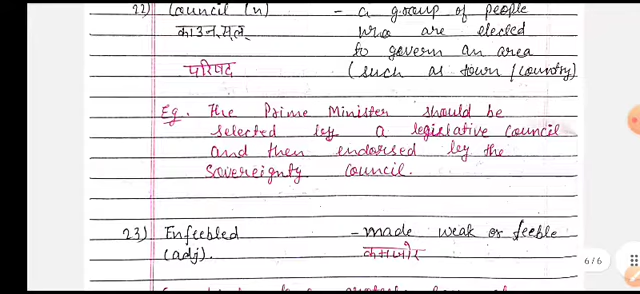 22) Council (n) - a group of people
काउन्सल् who are elected
to govern an area
परिषद (such as town/country)
Eg. The Prime Minister should be
selected by a legislative council
and then endorsed by the
sovereignty council.
23) Enfeebled - made weak or feeble
(adj). कमजोर
6/6